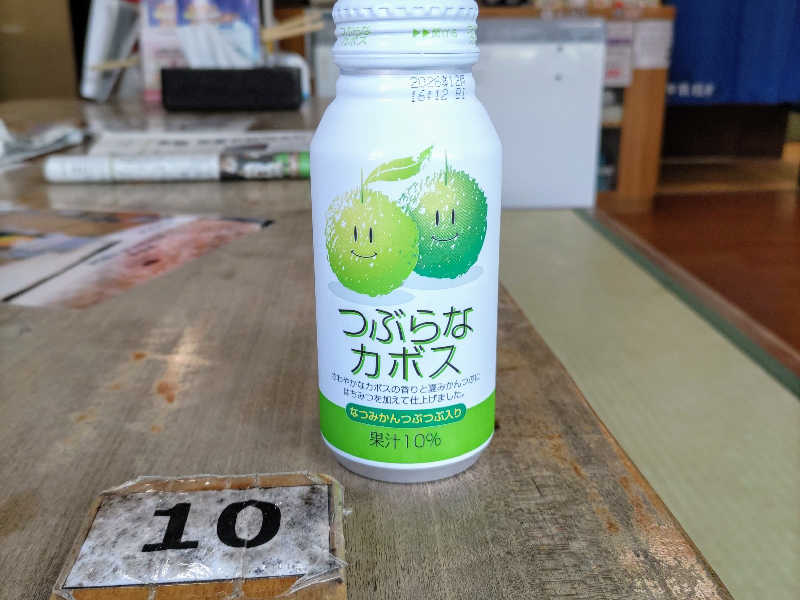 つぶらな
カボス
さわやかなカボスの香りと夏みかんつぶに
はちみつを加えて仕上げました。
なつみかんつぶつぶ入り
果汁10%
10